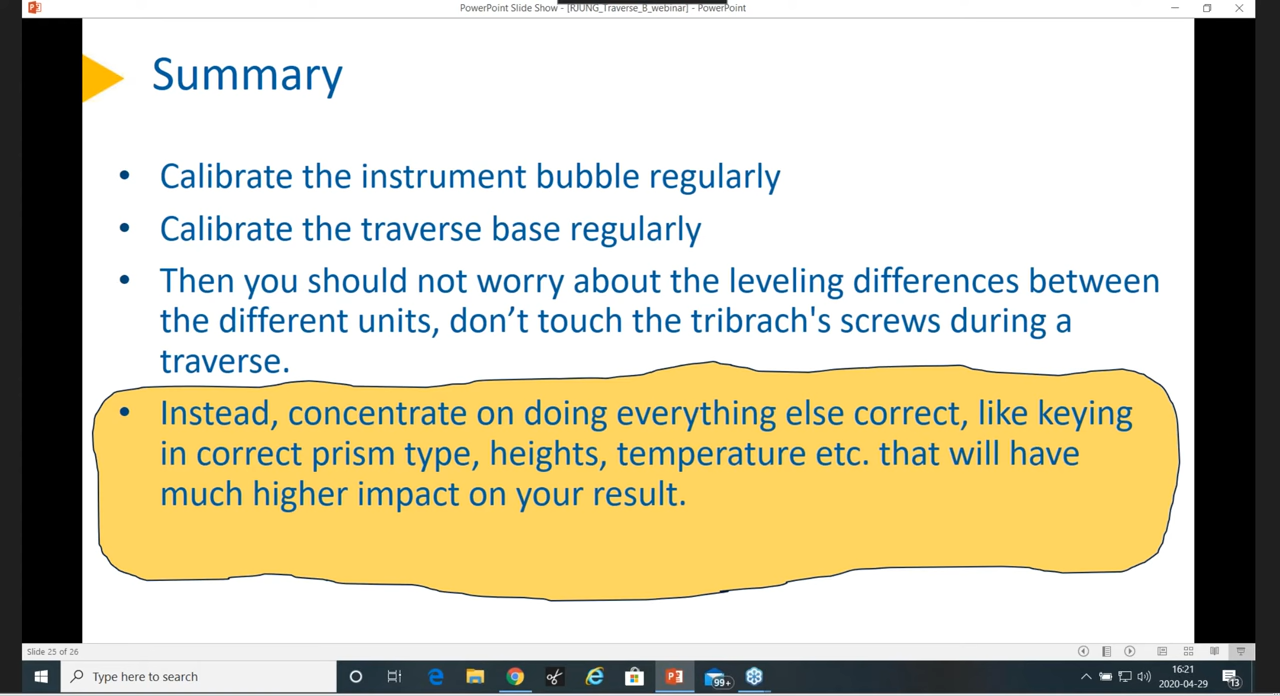 PowerPoint Slide Show - [RJUNG_Traverse_B_webinar] - PowerPoint
Summary
• Calibrate the instrument bubble regularly
• Calibrate the traverse base regularly
• Then you should not worry about the leveling differences between
the different units, don’t touch the tribrach's screws during a
traverse.
• Instead, concentrate on doing everything else correct, like keying
in correct prism type, heights, temperature etc. that will have
much higher impact on your result.
Slide 25 of 26
Type here to search
99+
16:21
2020-04-29
13